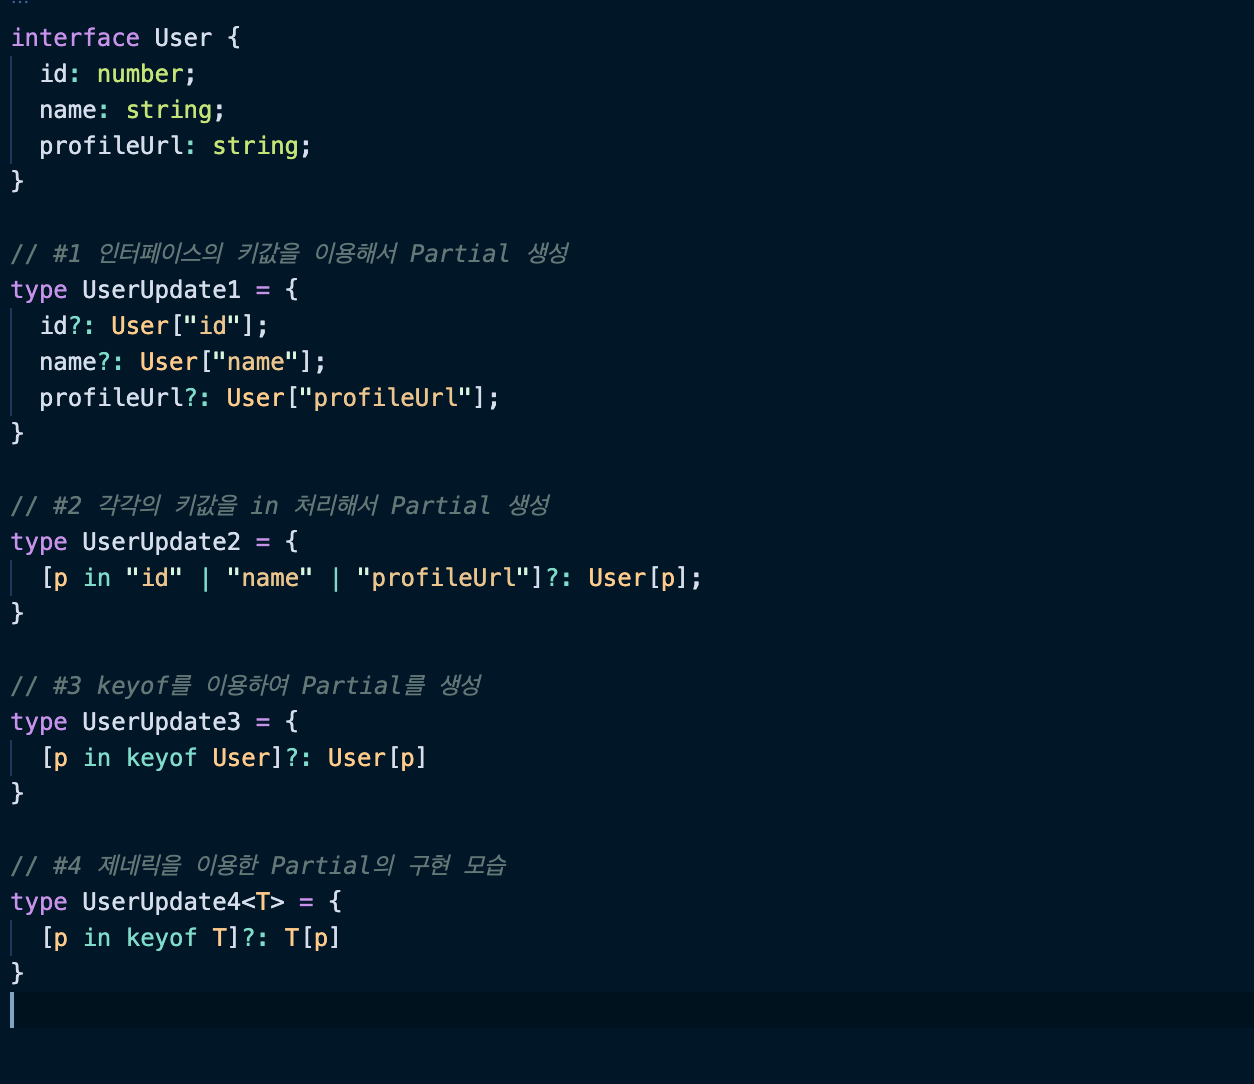 interface User {
  id: number;
  name: string;
  profileUrl: string;
}
// #1 인터페이스의 키값을 이용해서 Partial 생성
type UserUpdate1 = {
  id?: User["id"];
  name?: User["name"];
  profileUrl?: User["profileUrl"];
}
// #2 각각의 키값을 in 처리해서 Partial 생성
type UserUpdate2 = {
  [p in "id" | "name" | "profileUrl"]?: User[p];
}
// #3 keyof를 이용하여 Partial를 생성
type UserUpdate3 = {
  [p in keyof User]?: User[p]
}
// #4 제네릭을 이용한 Partial의 구현 모습
type UserUpdate4<T> = {
  [p in keyof T]?: T[p]
}